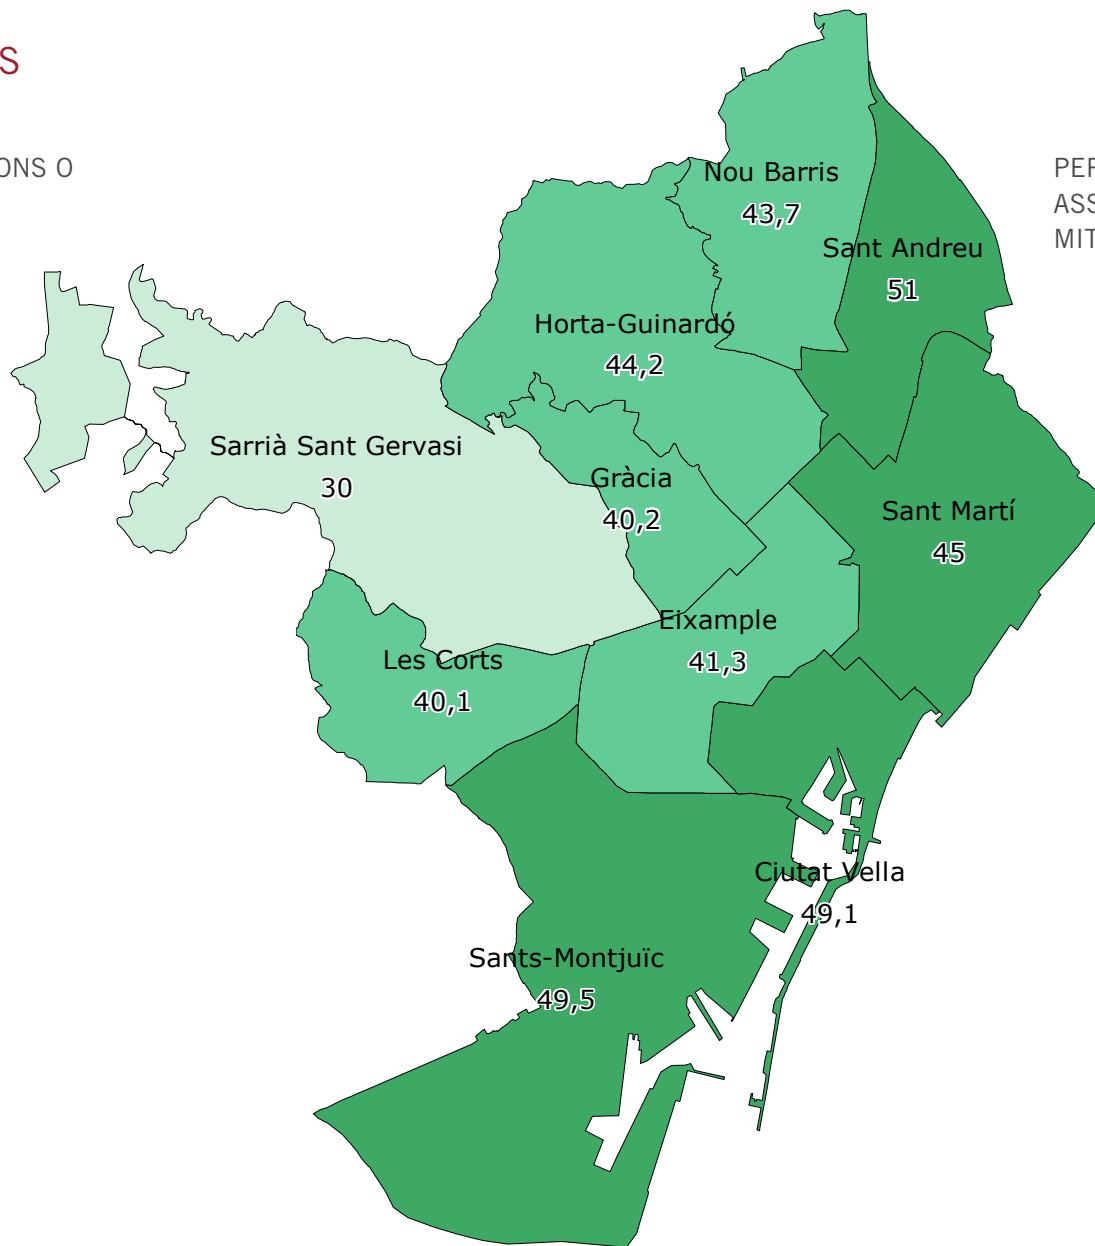 S
ONS O
PER
ASS
MIT
Nou Barris
43,7
Sant Andreu
51
Horta-Guinardó
44,2
Sarrià Sant Gervasi
30
Gràcia
40,2
Sant Martí
45
Eixample
41,3
Les Corts
40,1
Ciutat Vella
49,1
Sants-Montjuïc
49,5